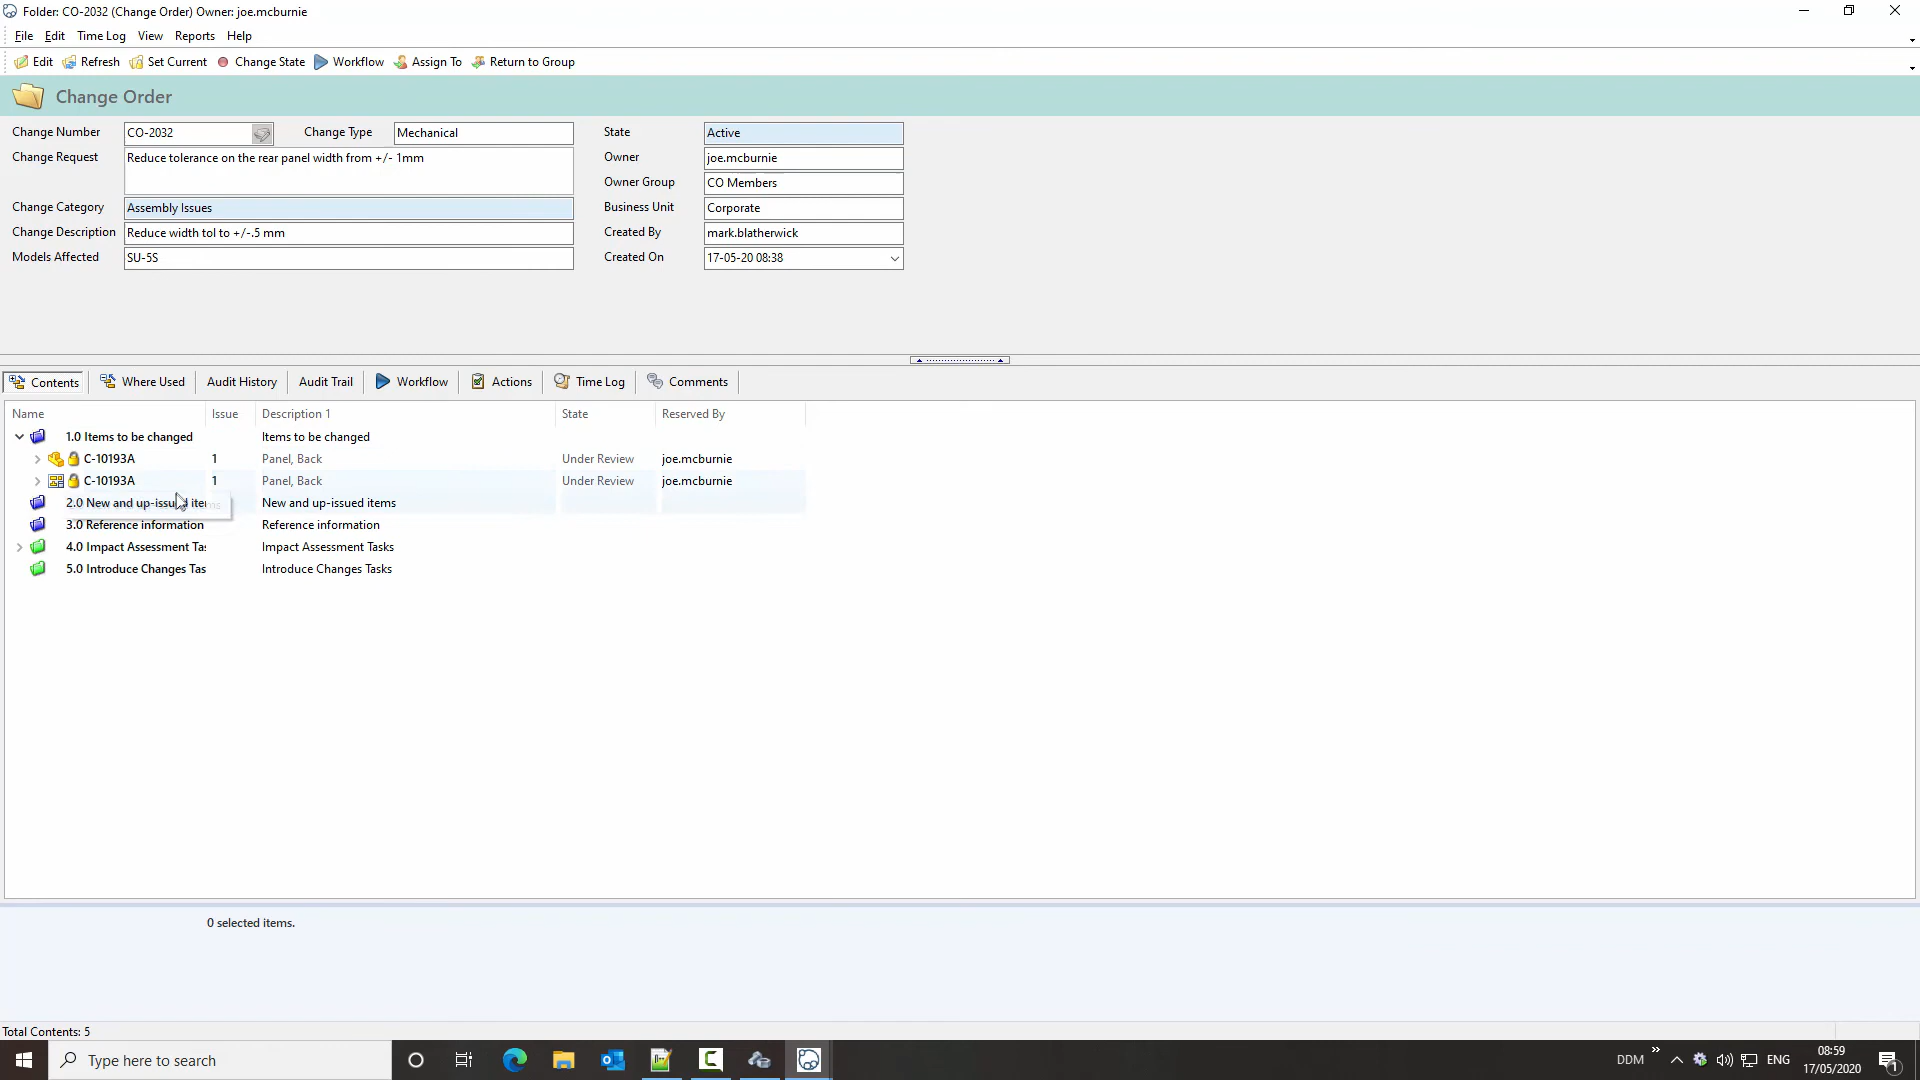 Folder: CO-2032 (Change Order) Owner: joe.mcburnie
File Edit Time Log View Reports Help
Edit Refresh Set Current Change State Workflow Assign To Return to Group
Change Order
Change Number CO-2032 Change Type Mechanical State Active
Change Request Reduce tolerance on the rear panel width from +/- 1mm Owner joe.mcburnie
Owner Group CO Members
Change Category Assembly Issues Business Unit Corporate
Change Description Reduce width tol to +/-.5 mm Created By mark.blatherwick
Models Affected SU-5S Created On 17-05-20 08:38
Contents Where Used Audit History Audit Trail Workflow Actions Time Log Comments
Name Issue Description 1 State Reserved By
1.0 Items to be changed Items to be changed
C-10193A 1 Panel, Back Under Review joe.mcburnie
C-10193A 1 Panel, Back Under Review joe.mcburnie
2.0 New and up-issued items New and up-issued items
3.0 Reference information Reference information
4.0 Impact Assessment Tas Impact Assessment Tasks
5.0 Introduce Changes Tas Introduce Changes Tasks
0 selected items.
Total Contents: 5
Type here to search DDM ENG 08:59
17/05/2020 1